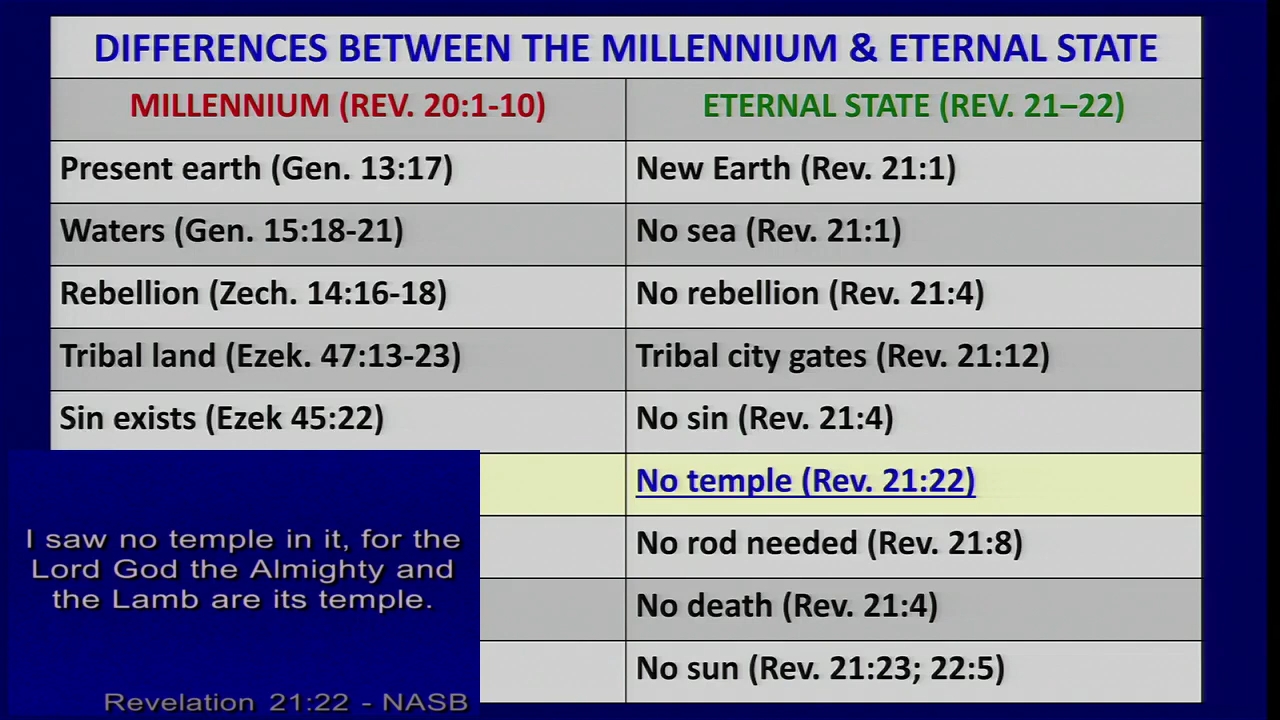 DIFFERENCES BETWEEN THE MILLENNIUM & ETERNAL STATE
MILLENNIUM (REV. 20:1-10)
ETERNAL STATE (REV. 21–22)
Present earth (Gen. 13:17)
New Earth (Rev. 21:1)
Waters (Gen. 15:18-21)
No sea (Rev. 21:1)
Rebellion (Zech. 14:16-18)
No rebellion (Rev. 21:4)
Tribal land (Ezek. 47:13-23)
Tribal city gates (Rev. 21:12)
Sin exists (Ezek 45:22)
No sin (Rev. 21:4)
No temple (Rev. 21:22)
No rod needed (Rev. 21:8)
No death (Rev. 21:4)
No sun (Rev. 21:23; 22:5)
I saw no temple in it, for the
Lord God the Almighty and
the Lamb are its temple.
Revelation 21:22 - NASB